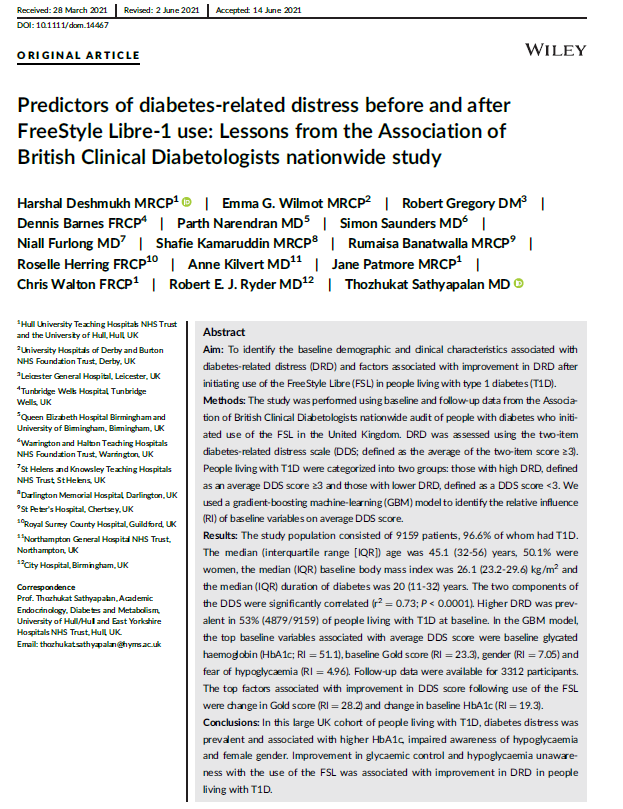 Received: 28 March 2021 | Revised: 2 June 2021 | Accepted: 14 June 2021
DOI: 10.1111/dom.14467
ORIGINAL ARTICLE
WILEY
Predictors of diabetes-related distress before and after
FreeStyle Libre-1 use: Lessons from the Association of
British Clinical Diabetologists nationwide study
Harshal Deshmukh MRCP1 | Emma G. Wilmot MRCP2 | Robert Gregory DM3 |
Dennis Barnes FRCP4 | Parth Narendran MD5 | Simon Saunders MD6 |
Niall Furlong MD7 | Shafie Kamaruddin MRCP8 | Rumaisa Banatwalla MRCP9 |
Roselle Herring FRCP10 | Anne Kilvert MD11 | Jane Patmore MRCP1 |
Chris Walton FRCP1 | Robert E. J. Ryder MD12 | Thozhukat Sathyapalan MD
1Hull University Teaching Hospitals NHS Trust
and the University of Hull, Hull, UK
2University Hospitals of Derby and Burton
NHS Foundation Trust, Derby, UK
3Leicester General Hospital, Leicester, UK
4Tunbridge Wells Hospital, Tunbridge
Wells, UK
5Queen Elizabeth Hospital Birmingham and
University of Birmingham, Birmingham, UK
6Warrington and Halton Teaching Hospitals
NHS Foundation Trust, Warrington, UK
7St Helens and Knowsley Teaching Hospitals
NHS Trust, St Helens, UK
8Darlington Memorial Hospital, Darlington, UK
9St Peter's Hospital, Chertsey, UK
10Royal Surrey County Hospital, Guildford, UK
11Northampton General Hospital NHS Trust,
Northampton, UK
12City Hospital, Birmingham, UK
Correspondence
Prof. Thozhukat Sathyapalan, Academic
Endocrinology, Diabetes and Metabolism,
University of Hull/Hull and East Yorkshire
Hospitals NHS Trust, Hull, UK.
Email: thozhukat.sathyapalan@hyms.ac.uk
Abstract
Aim: To identify the baseline demographic and clinical characteristics associated with
diabetes-related distress (DRD) and factors associated with improvement in DRD after
initiating use of the FreeStyle Libre (FSL) in people living with type 1 diabetes (T1D).
Methods: The study was performed using baseline and follow-up data from the Associa-
tion of British Clinical Diabetologists nationwide audit of people with diabetes who initi-
ated use of the FSL in the United Kingdom. DRD was assessed using the two-item
diabetes-related distress scale (DDS; defined as the average of the two-item score ≥3).
People living with T1D were categorized into two groups: those with high DRD, defined
as an average DDS score ≥3 and those with lower DRD, defined as a DDS score <3. We
used a gradient-boosting machine-learning (GBM) model to identify the relative influence
(RI) of baseline variables on average DDS score.
Results: The study population consisted of 9159 patients, 96.6% of whom had T1D.
The median (interquartile range [IQR]) age was 45.1 (32-56) years, 50.1% were
women, the median (IQR) baseline body mass index was 26.1 (23.2-29.6) kg/m2 and
the median (IQR) duration of diabetes was 20 (11-32) years. The two components of
the DDS were significantly correlated (r2 = 0.73; P < 0.0001). Higher DRD was prev-
alent in 53% (4879/9159) of people living with T1D at baseline. In the GBM model,
the top baseline variables associated with average DDS score were baseline glycated
haemoglobin (HbA1c; RI = 51.1), baseline Gold score (RI = 23.3), gender (RI = 7.05) and
fear of hypoglycaemia (RI = 4.96). Follow-up data were available for 3312 participants.
The top factors associated with improvement in DDS score following use of the FSL
were change in Gold score (RI = 28.2) and change in baseline HbA1c (RI = 19.3).
Conclusions: In this large UK cohort of people living with T1D, diabetes distress was
prevalent and associated with higher HbA1c, impaired awareness of hypoglycaemia
and female gender. Improvement in glycaemic control and hypoglycaemia unaware-
ness with the use of the FSL was associated with improvement in DRD in people
living with T1D.